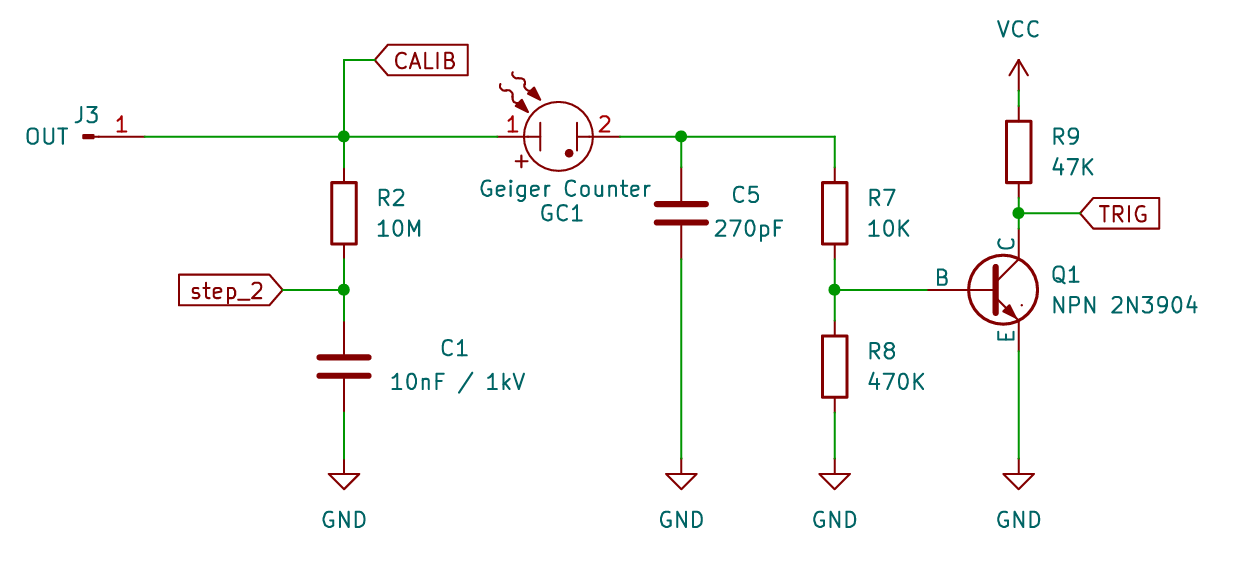 VCC
CALIB
J3
OUT
1
1
2
+
R9
47K
Geiger Counter
GC1
R2
10M
C5
270pF
R7
10K
TRIG
C
step_2
B
Q1
NPN 2N3904
E
C1
10nF / 1kV
R8
470K
GND
GND
GND
GND